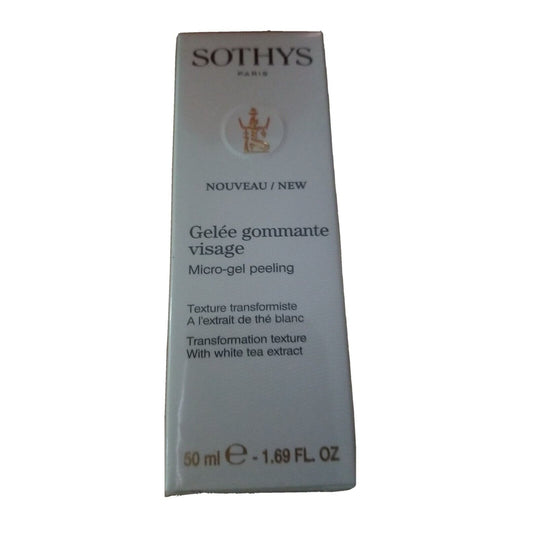 SOTHYS
PARIS
NOUVEAU / NEW
Gelée gommante
visage
Micro-gel peeling
Texture transformiste
A l'extrait de thé blanc
Transformation texture
With white tea extract
50 ml ℮ - 1.69 FL. OZ